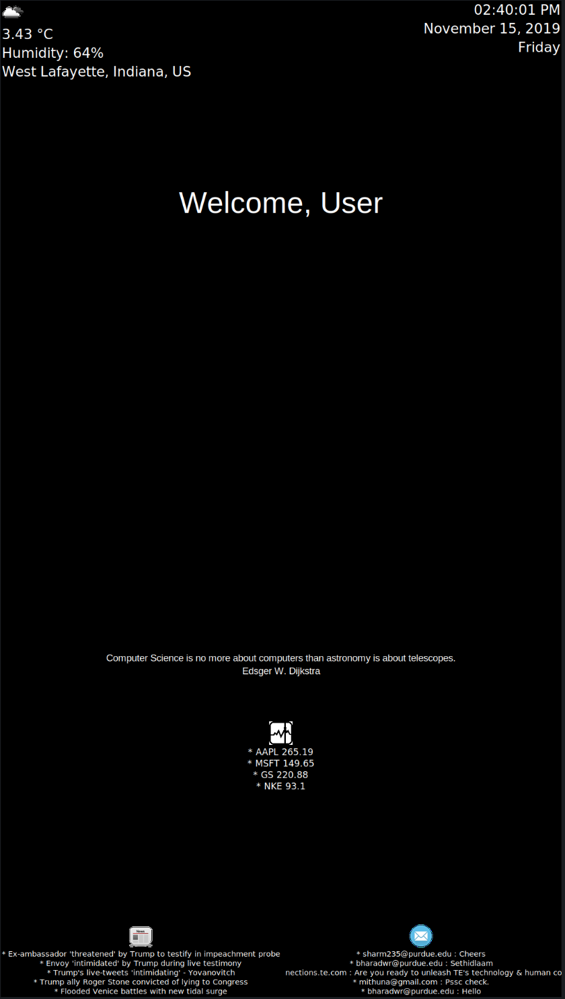 02:40:01 PM
November 15, 2019
Friday
3.43 °C
Humidity: 64%
West Lafayette, Indiana, US
Welcome, User
Computer Science is no more about computers than astronomy is about telescopes.
Edsger W. Dijkstra
* AAPL 265.19
* MSFT 149.65
* GS 220.88
* NKE 93.1
News
* Ex-ambassador 'threatened' by Trump to testify in impeachment probe
* Envoy 'intimidated' by Trump during live testimony
* Trump's live-tweets 'intimidating' - Yovanovitch
* Trump ally Roger Stone convicted of lying to Congress
* Flooded Venice battles with new tidal surge
* sharm235@purdue.edu : Cheers
* bharadwr@purdue.edu : Sethidlaam
nections.te.com : Are you ready to unleash TE's technology & human co
* mithuna@gmail.com : Pssc check.
* bharadwr@purdue.edu : Hello